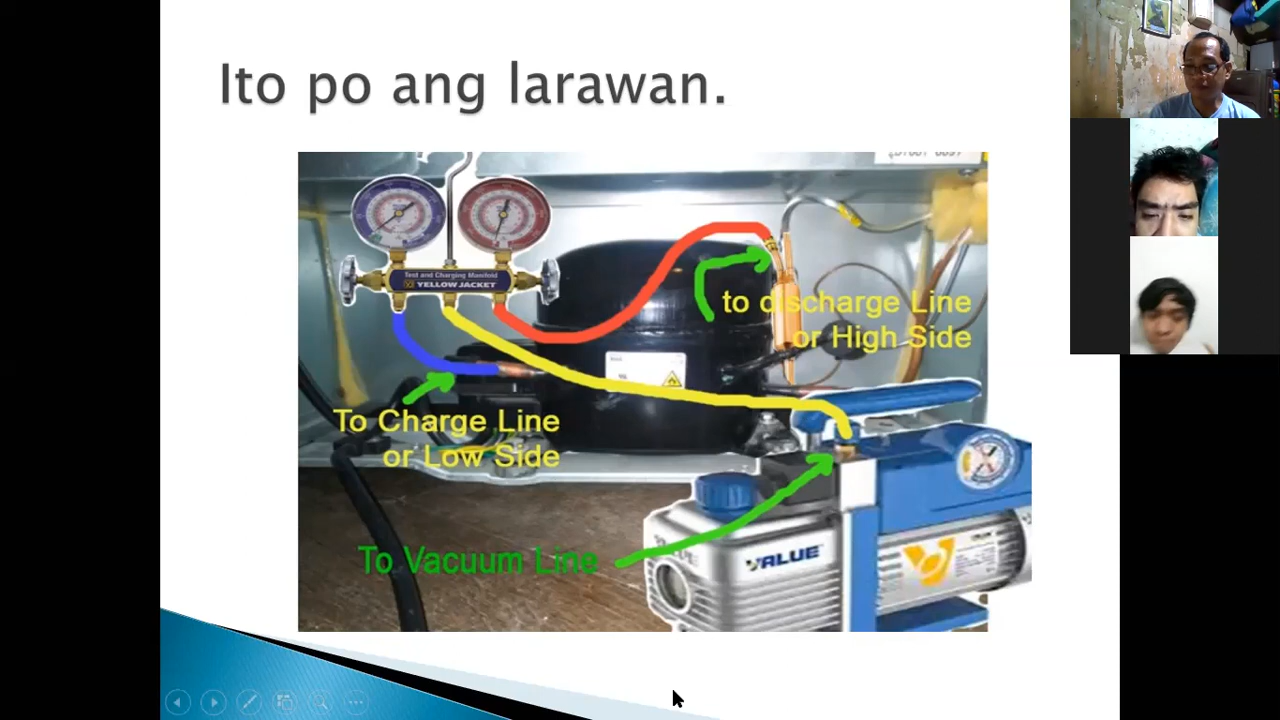 Ito po ang larawan.
Test and Charging Manifold
YELLOW JACKET
to discharge Line
or High Side
To Charge Line
or Low Side
To Vacuum Line
VALUE